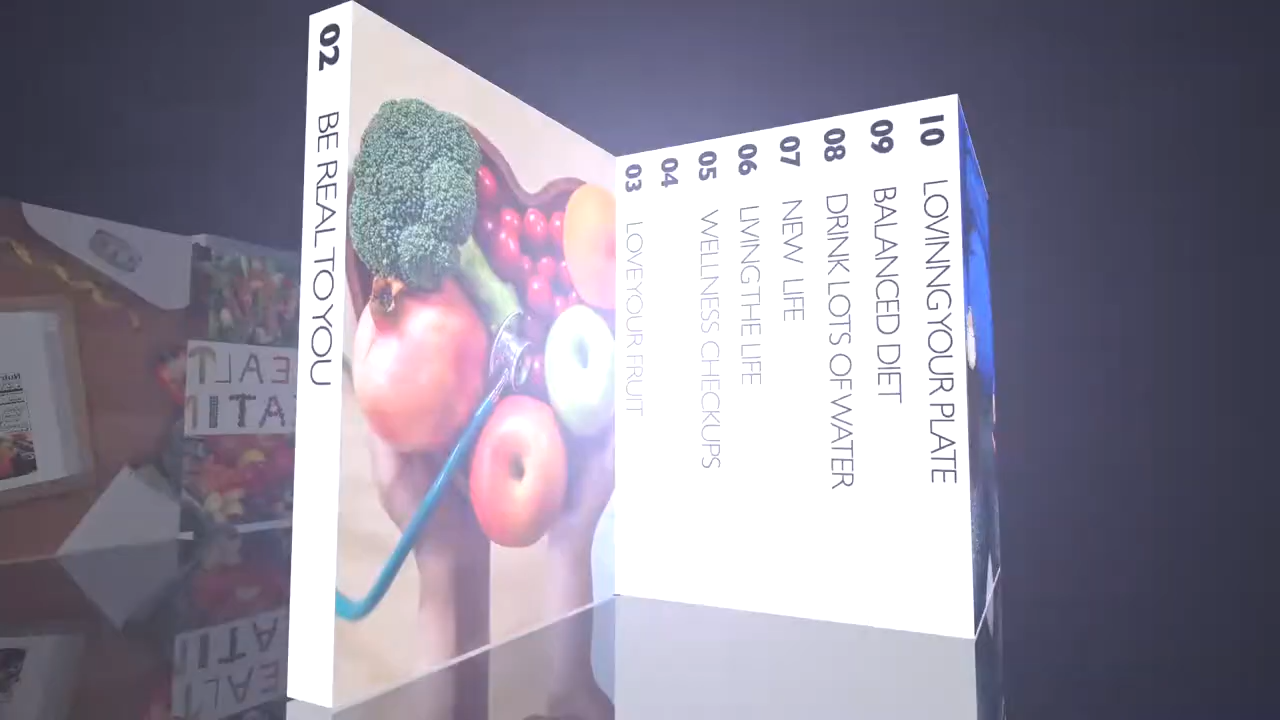 02 BE REAL TO YOU
03 LOVE YOUR FRUIT
04
05 WELLNESS CHECKUPS
06 LIVING THE LIFE
07 NEW LIFE
08 DRINK LOTS OF WATER
09 BALANCED DIET
10 LOVINNG YOUR PLATE